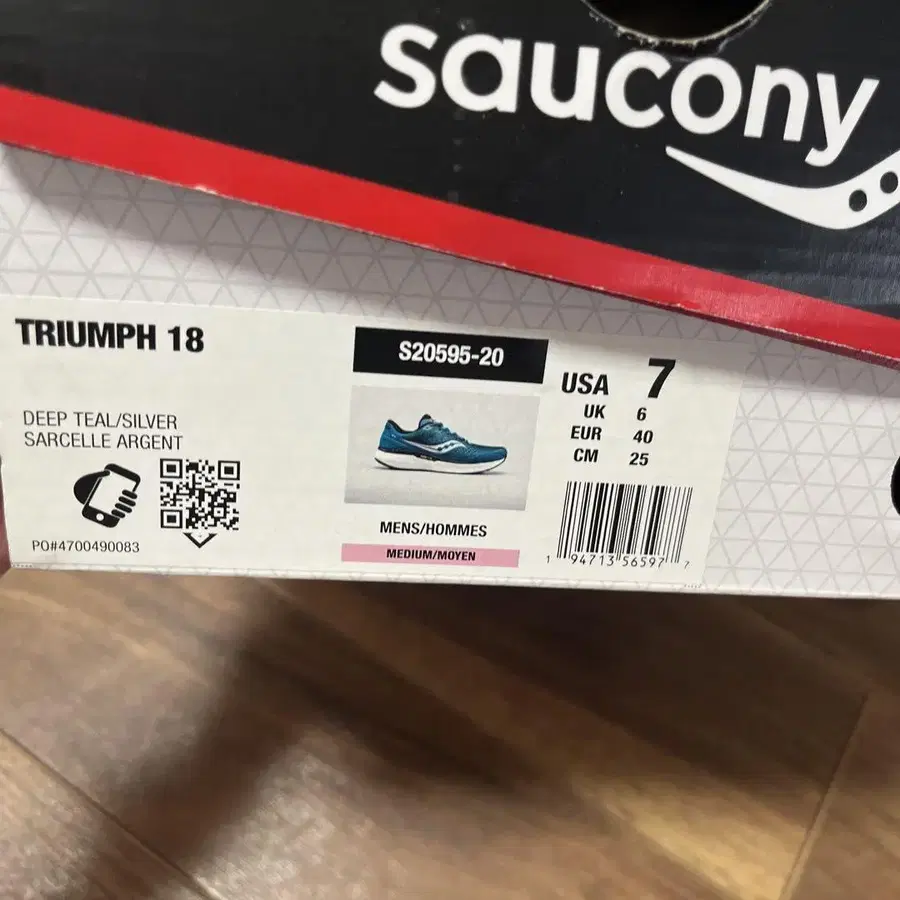 saucony
TRIUMPH 18
DEEP TEAL/SILVER
SARCELLE ARGENT
PO#4700490083
S20595-20
MENS/HOMMES
MEDIUM/MOYEN
USA 7
UK 6
EUR 40
CM 25
1 94713 56597 7